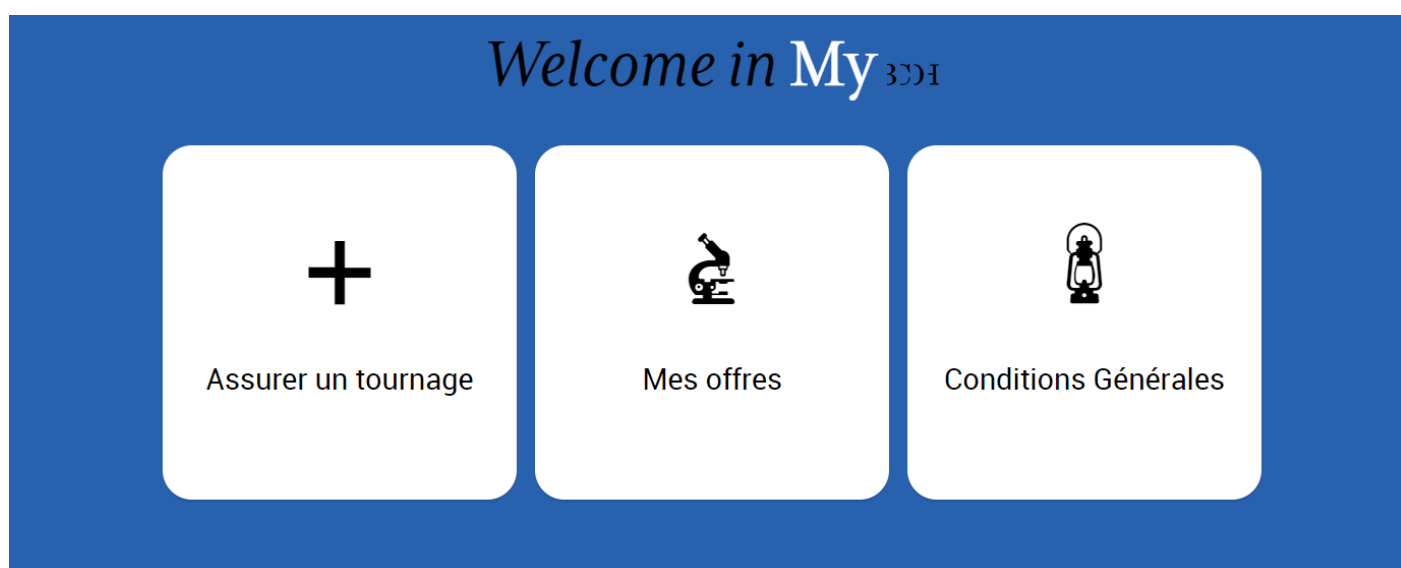 Welcome in My
Assurer un tournage
Mes offres
Conditions Générales